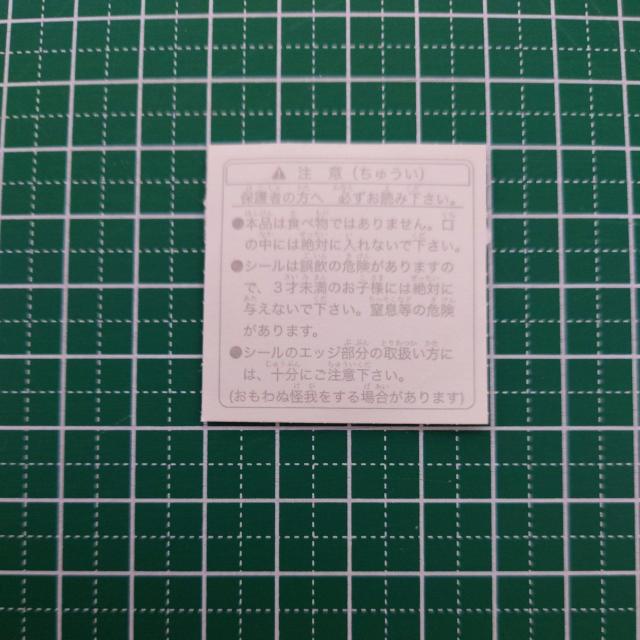 ⚠ 注 意 (ちゅうい)
保護者の方へ 必ずお読み下さい。
●本品は食べ物ではありません。口
の中には絶対に入れないで下さい。
●シールは誤飲の危険がありますの
で、3才未満のお子様には絶対に
与えないで下さい。窒息等の危険
があります。
●シールのエッジ部分の取扱い方に
は、十分にご注意下さい。
(おもわぬ怪我をする場合があります)